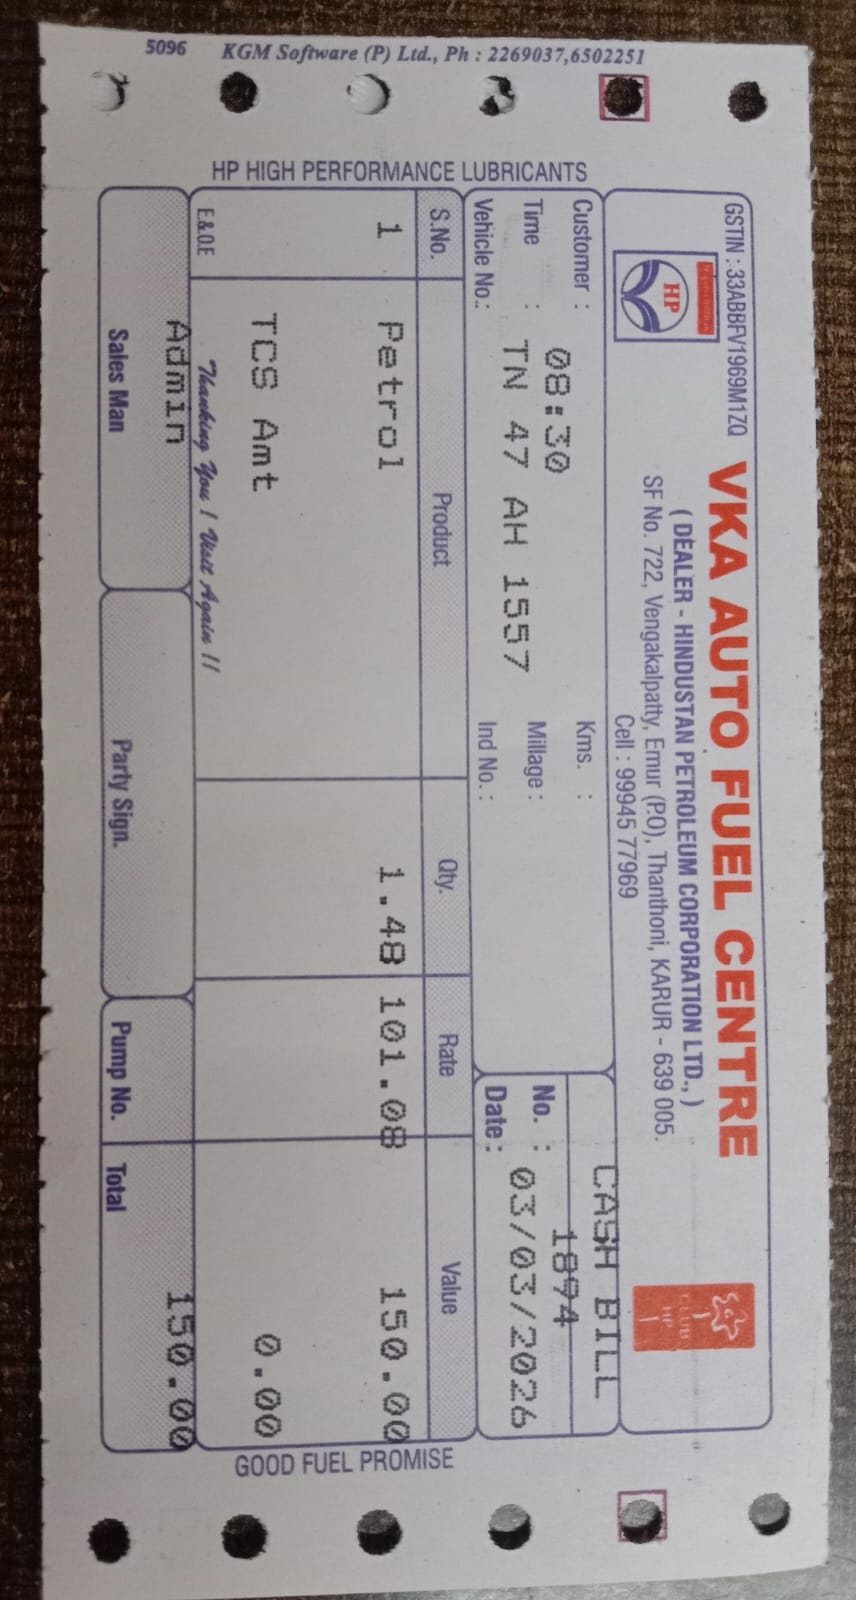 5096 KGM Software (P) Ltd., Ph : 2269037,6502251
HP HIGH PERFORMANCE LUBRICANTS
GSTIN : 33ABBFV1969M1ZQ
HP
VKA AUTO FUEL CENTRE
( DEALER - HINDUSTAN PETROLEUM CORPORATION LTD., )
SF No. 722, Vengakalpatty, Emur (P.O), Thanthoni, KARUR - 639 005.
Cell : 99945 77969
CLUB
HP
CASH BILL
Customer : Kms. :
No. : 1894
Time : 08:30 Millage :
Date : 03/03/2026
Vehicle No.: TN 47 AH 1557 Ind No. :
S.No. Product Qty. Rate Value
1 Petrol 1.48 101.08 150.00
TCS Amt 0.00
E.&.O.E Thanking You ! Visit Again !!
Admin 150.00
Sales Man Party Sign. Pump No. Total
GOOD FUEL PROMISE